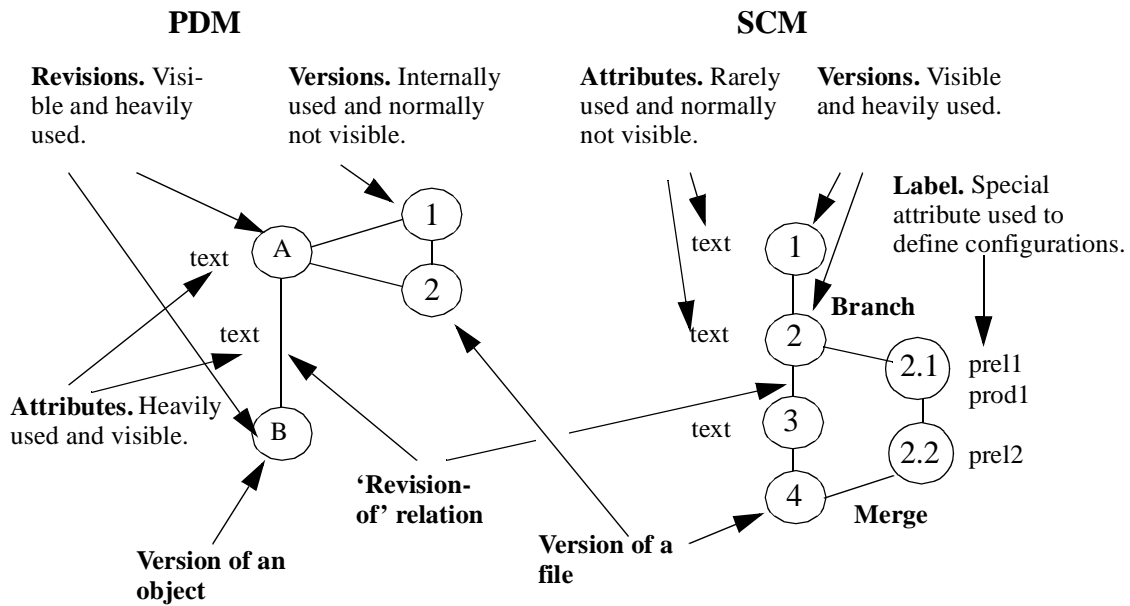 PDM
SCM
Revisions. Visi-
ble and heavily
used.
Versions. Internally
used and normally
not visible.
Attributes. Rarely
used and normally
not visible.
Versions. Visible
and heavily used.
Label. Special
attribute used to
define configurations.
1
A
text
2
text
Attributes. Heavily
used and visible.
B
'Revision-
of' relation
Version of an
object
Version of a
file
text
1
Branch
text
2
2.1
prel1
prod1
text
3
2.2
prel2
4
Merge